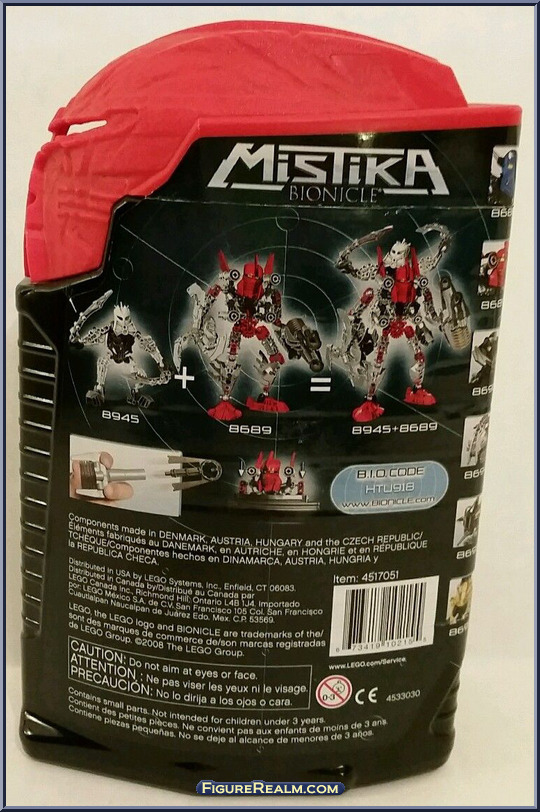 MISTIKA
BIONICLE
8945
+
8689
=
8945+8689
B.I.O. CODE
HTU918
www.BIONICLE.com
Components made in DENMARK, AUSTRIA, HUNGARY and the CZECH REPUBLIC/
Éléments fabriqués au DANEMARK, en AUTRICHE, en HONGRIE et en RÉPUBLIQUE
TCHÈQUE/Componentes hechos en DINAMARCA, AUSTRIA, HUNGRIA y
la REPUBLICA CHECA.
Distributed in USA by LEGO Systems, Inc., Enfield, CT 06083.
Distributed in Canada by/Distribué au Canada par
LEGO Canada Inc., Richmond Hill, Ontario L4B 1J4. Importado
por: LEGO México S.A. de C.V. San Francisco 105 Col. San Francisco
Cuautlalpan Naucalpan de Juárez Edo. Mex. C.P. 53569.
LEGO, the LEGO logo and BIONICLE are trademarks of the/
sont des marques de commerce de/son marcas registradas
de LEGO Group. ©2008 The LEGO Group.
Item: 4517051
6 73419 10215
www.LEGO.com/Service
CAUTION: Do not aim at eyes or face.
ATTENTION : Ne pas viser les yeux ni le visage.
PRECAUCIÓN: No lo dirija a los ojos o cara.
0-3
CE
4533030
Contains small parts. Not intended for children under 3 years.
Contient des petites pièces. Ne convient pas aux enfants de moins de 3 ans.
Contiene piezas pequeñas. No se deje al alcance de menores de 3 años.
FIGUREREALM.COM